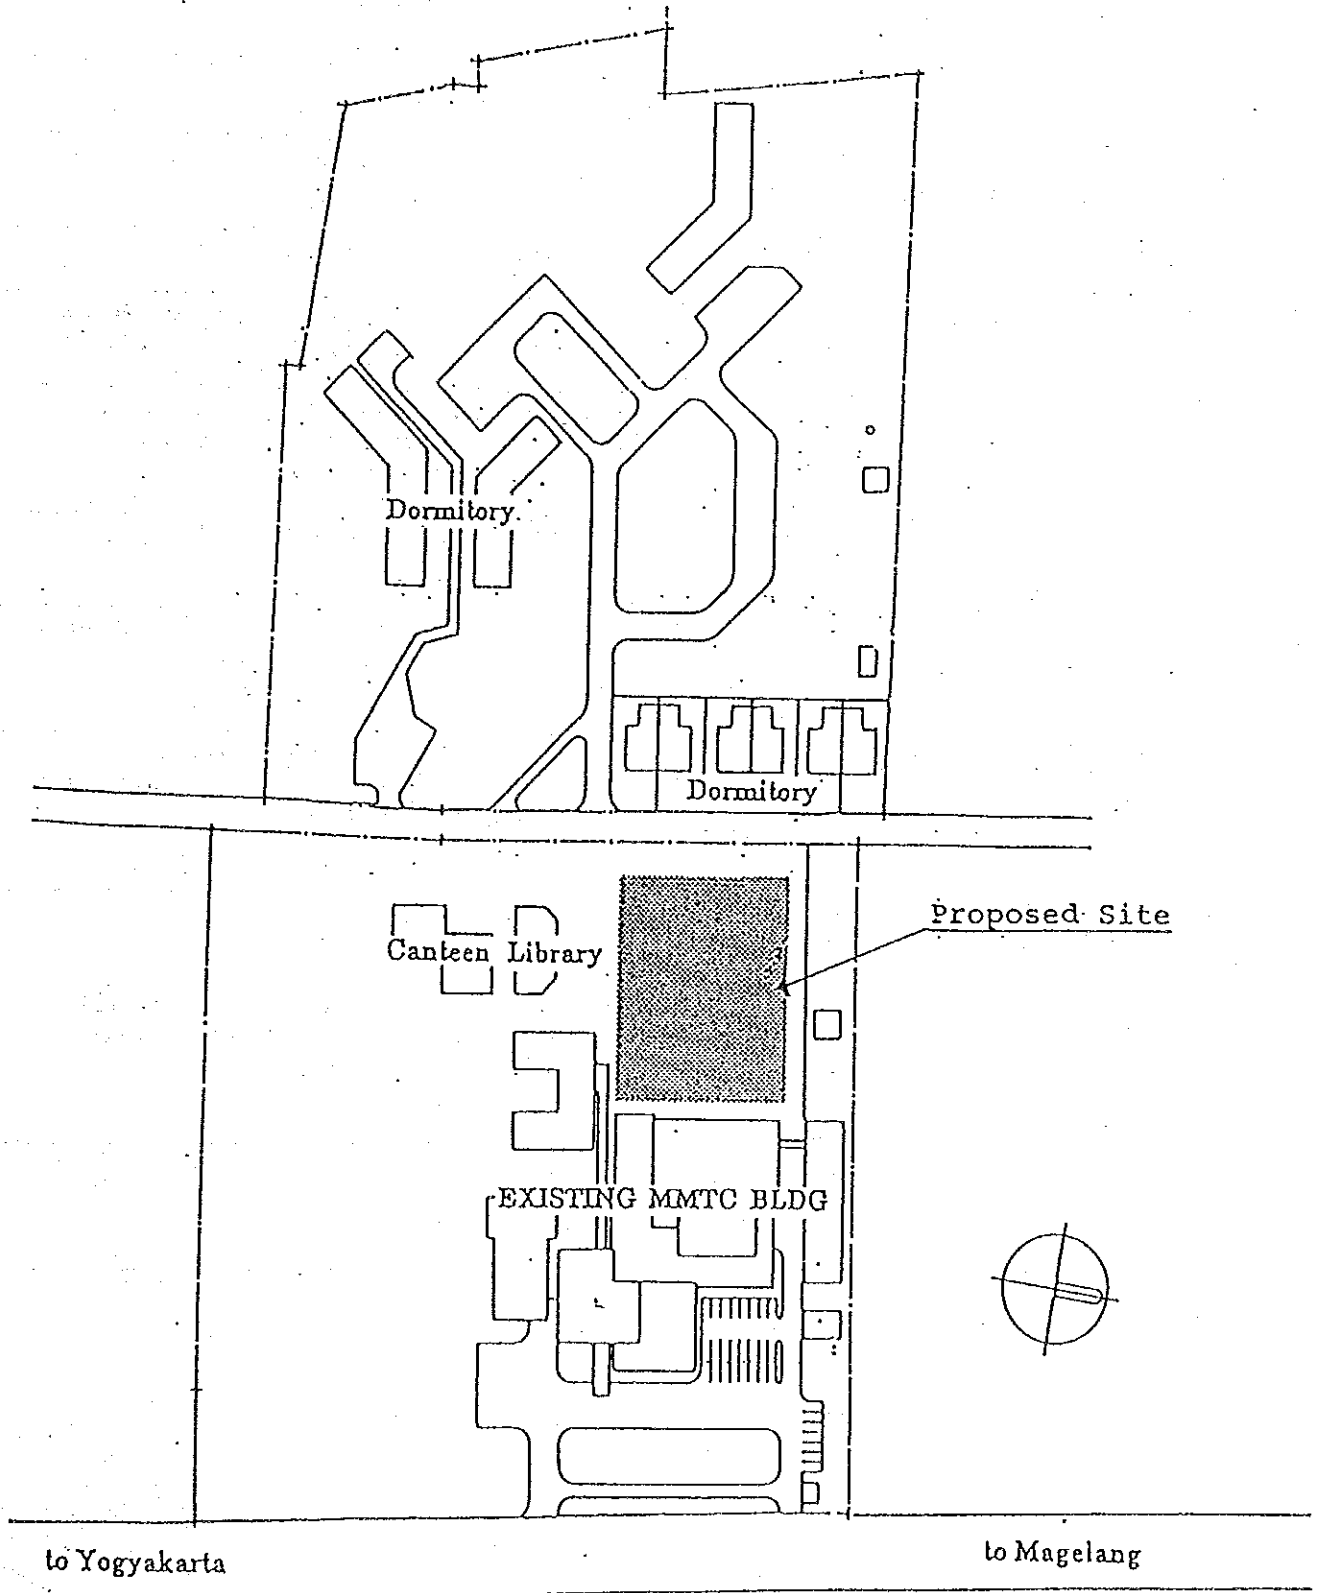 Dormitory
Dormitory
Proposed Site
Canteen
Library
EXISTING MMTC BLDG
to Yogyakarta
to Magelang